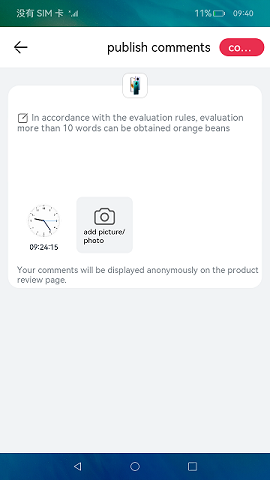 没有 SIM 卡 11% 09:40
publish comments co...
In accordance with the evaluation rules, evaluation
more than 10 words can be obtained orange beans
09:24:15
add picture/
photo
Your comments will be displayed anonymously on the product
review page.